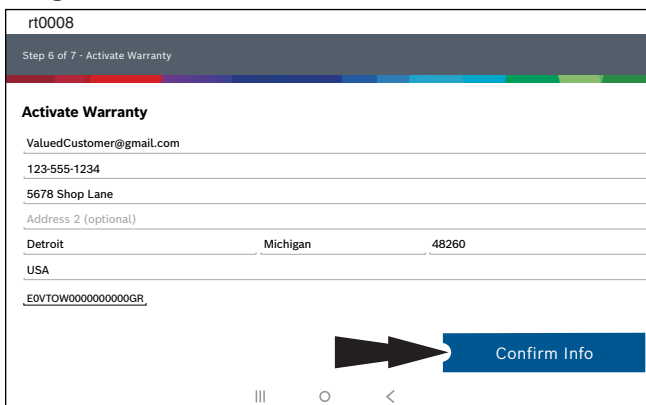 rt0008
Step 6 of 7 - Activate Warranty
Activate Warranty
ValuedCustomer@gmail.com
123-555-1234
5678 Shop Lane
Address 2 (optional)
Detroit Michigan 48260
USA
E0VTOW0000000000GR
Confirm Info